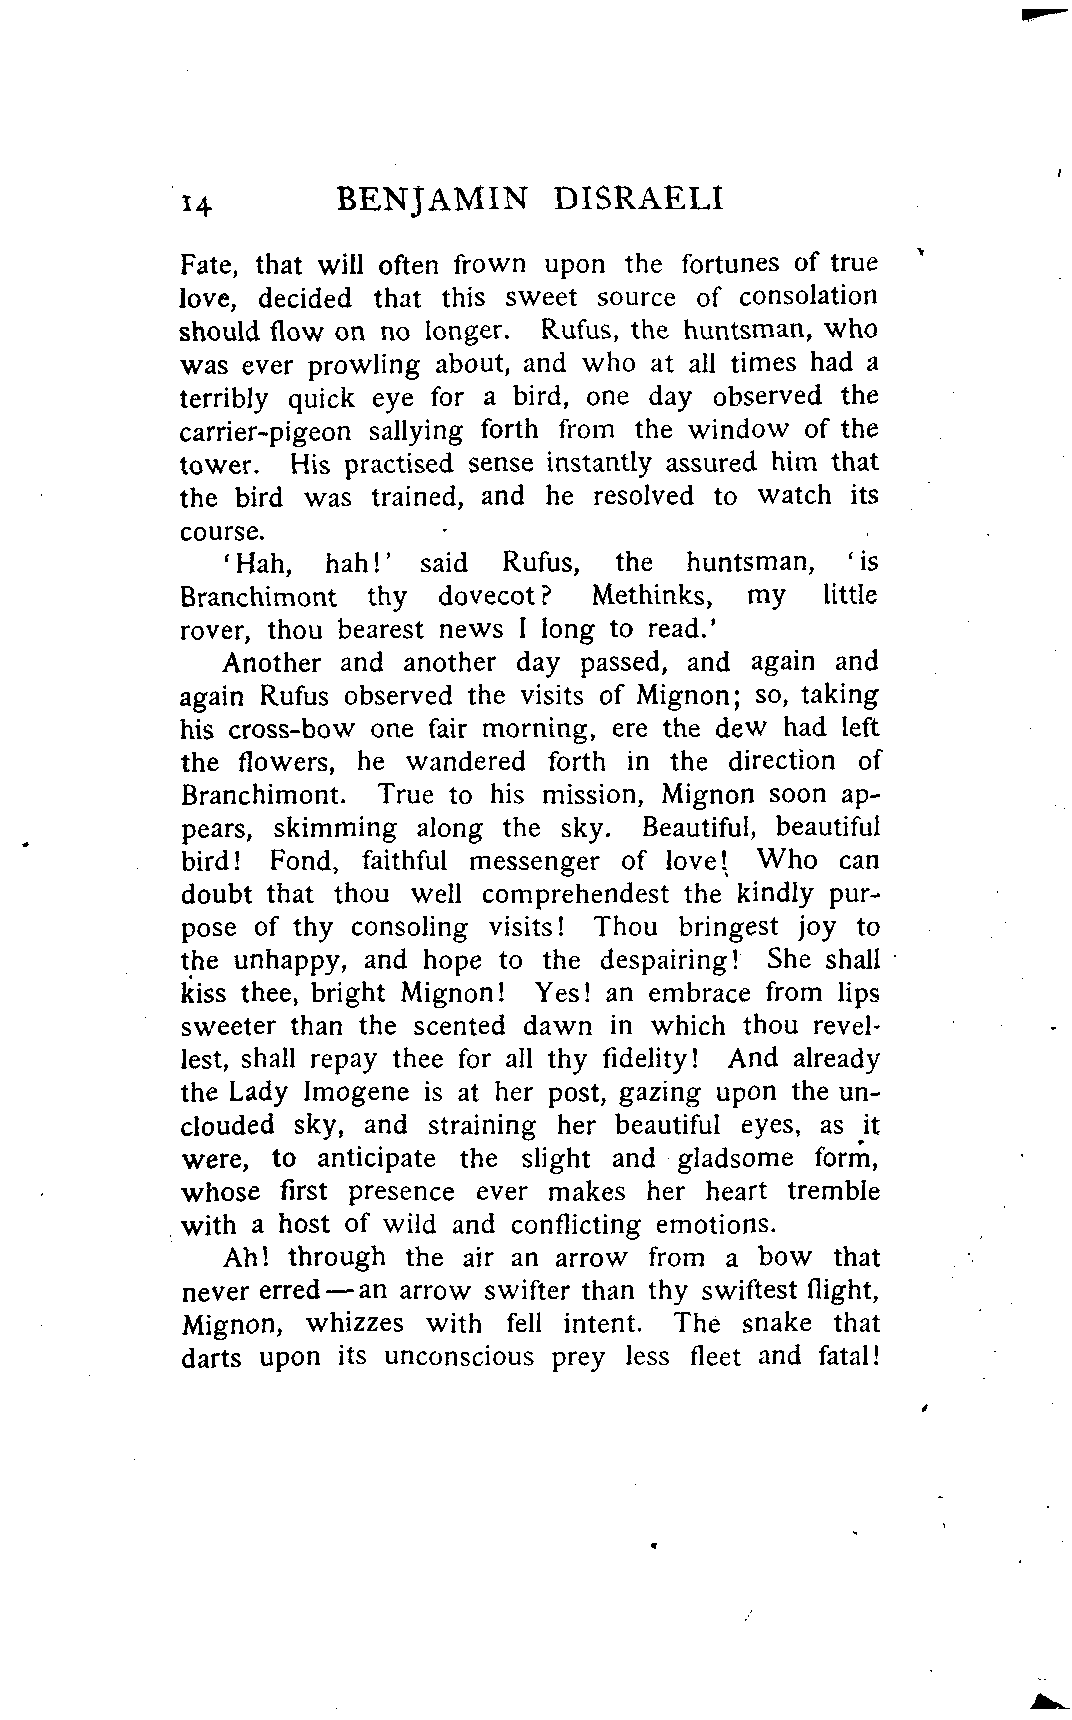 14 BENJAMIN DISRAELI
Fate, that will often frown upon the fortunes of true
love, decided that this sweet source of consolation
should flow on no longer. Rufus, the huntsman, who
was ever prowling about, and who at all times had a
terribly quick eye for a bird, one day observed the
carrier-pigeon sallying forth from the window of the
tower. His practised sense instantly assured him that
the bird was trained, and he resolved to watch its
course.
'Hah, hah!' said Rufus, the huntsman, 'is
Branchimont thy dovecot? Methinks, my little
rover, thou bearest news I long to read.'
Another and another day passed, and again and
again Rufus observed the visits of Mignon; so, taking
his cross-bow one fair morning, ere the dew had left
the flowers, he wandered forth in the direction of
Branchimont. True to his mission, Mignon soon ap-
pears, skimming along the sky. Beautiful, beautiful
bird! Fond, faithful messenger of love! Who can
doubt that thou well comprehendest the kindly pur-
pose of thy consoling visits! Thou bringest joy to
the unhappy, and hope to the despairing! She shall
kiss thee, bright Mignon! Yes! an embrace from lips
sweeter than the scented dawn in which thou revel-
lest, shall repay thee for all thy fidelity! And already
the Lady Imogene is at her post, gazing upon the un-
clouded sky, and straining her beautiful eyes, as it
were, to anticipate the slight and gladsome form,
whose first presence ever makes her heart tremble
with a host of wild and conflicting emotions.
Ah! through the air an arrow from a bow that
never erred—an arrow swifter than thy swiftest flight,
Mignon, whizzes with fell intent. The snake that
darts upon its unconscious prey less fleet and fatal!